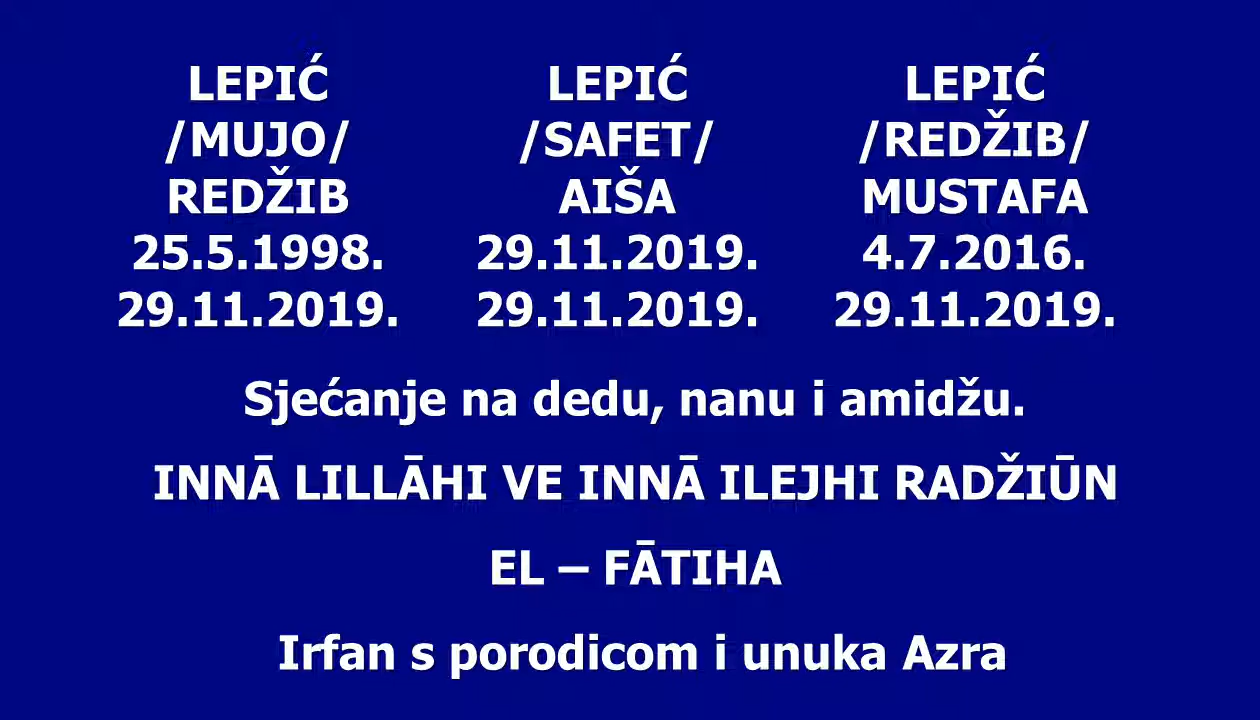 LEPIĆ LEPIĆ LEPIĆ
/MUJO/ /SAFET/ /REDŽIB/
REDŽIB AIŠA MUSTAFA
25.5.1998. 29.11.2019. 4.7.2016.
29.11.2019. 29.11.2019. 29.11.2019.
Sjećanje na dedu, nanu i amidžu.
INNĀ LILLĀHI VE INNĀ ILEJHI RADŽIŪN
EL – FĀTIHA
Irfan s porodicom i unuka Azra